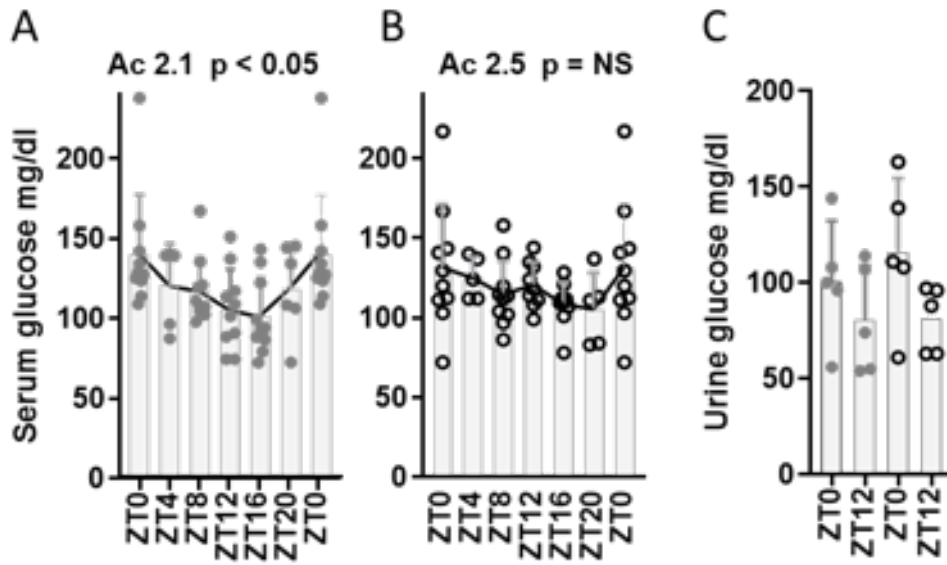 A
Ac 2.1 p < 0.05
Serum glucose mg/dl
200
150
100
50
0
ZT0
ZT4
ZT8
ZT12
ZT16
ZT20
ZT0
B
Ac 2.5 p = NS
200
150
100
50
0
ZT0
ZT4
ZT8
ZT12
ZT16
ZT20
ZT0
C
Urine glucose mg/dl
200
150
100
50
0
ZT0
ZT12
ZT0
ZT12